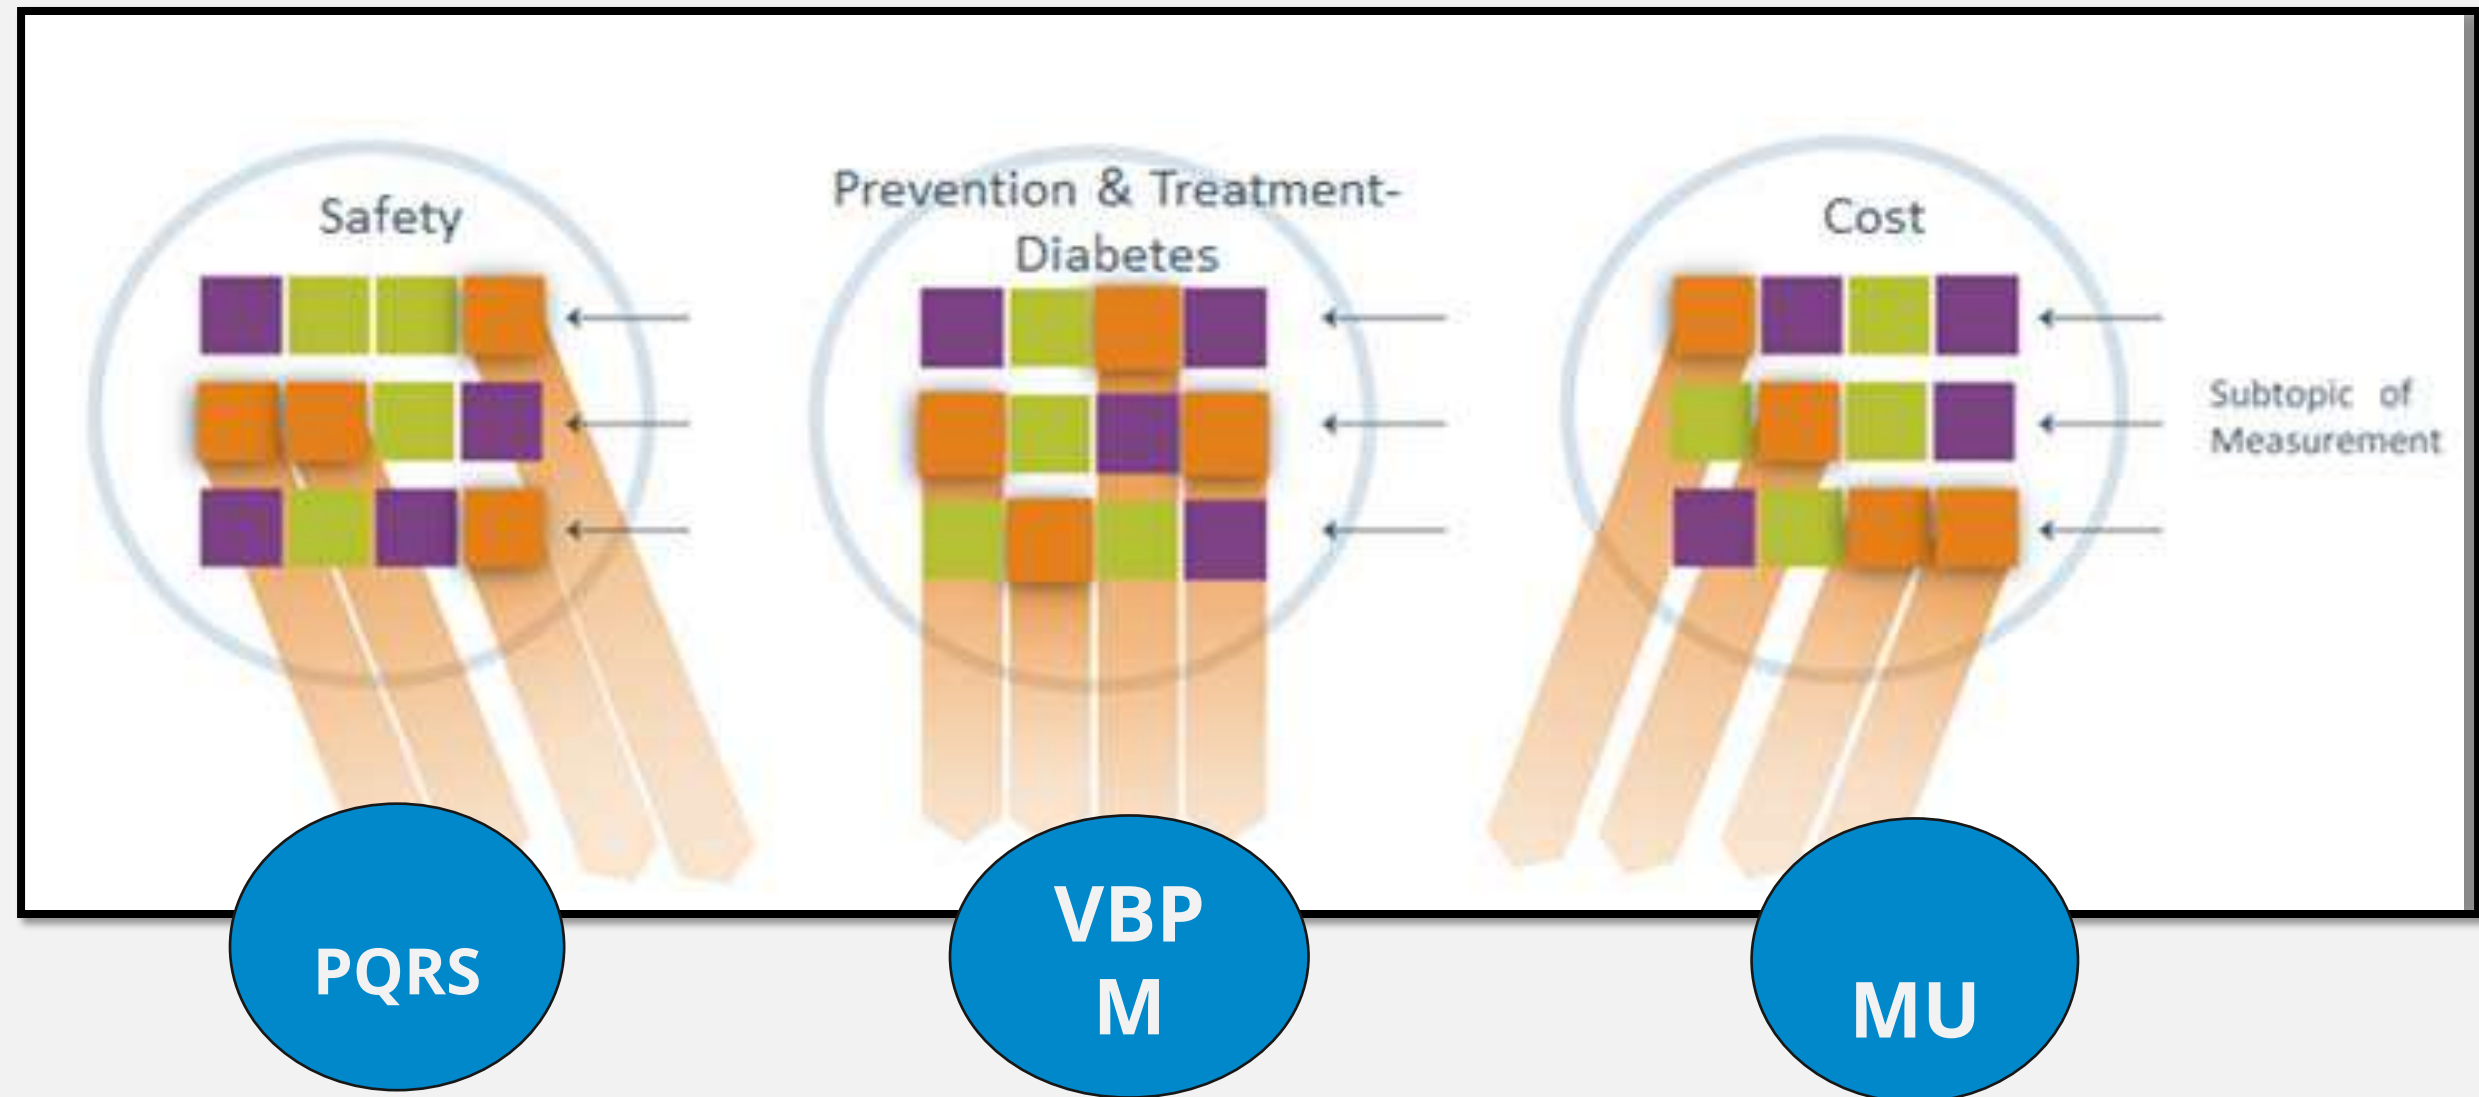 Safety
Prevention & Treatment-
Diabetes
Cost
Subtopic of
Measurement
PQRS
VBP
M
MU